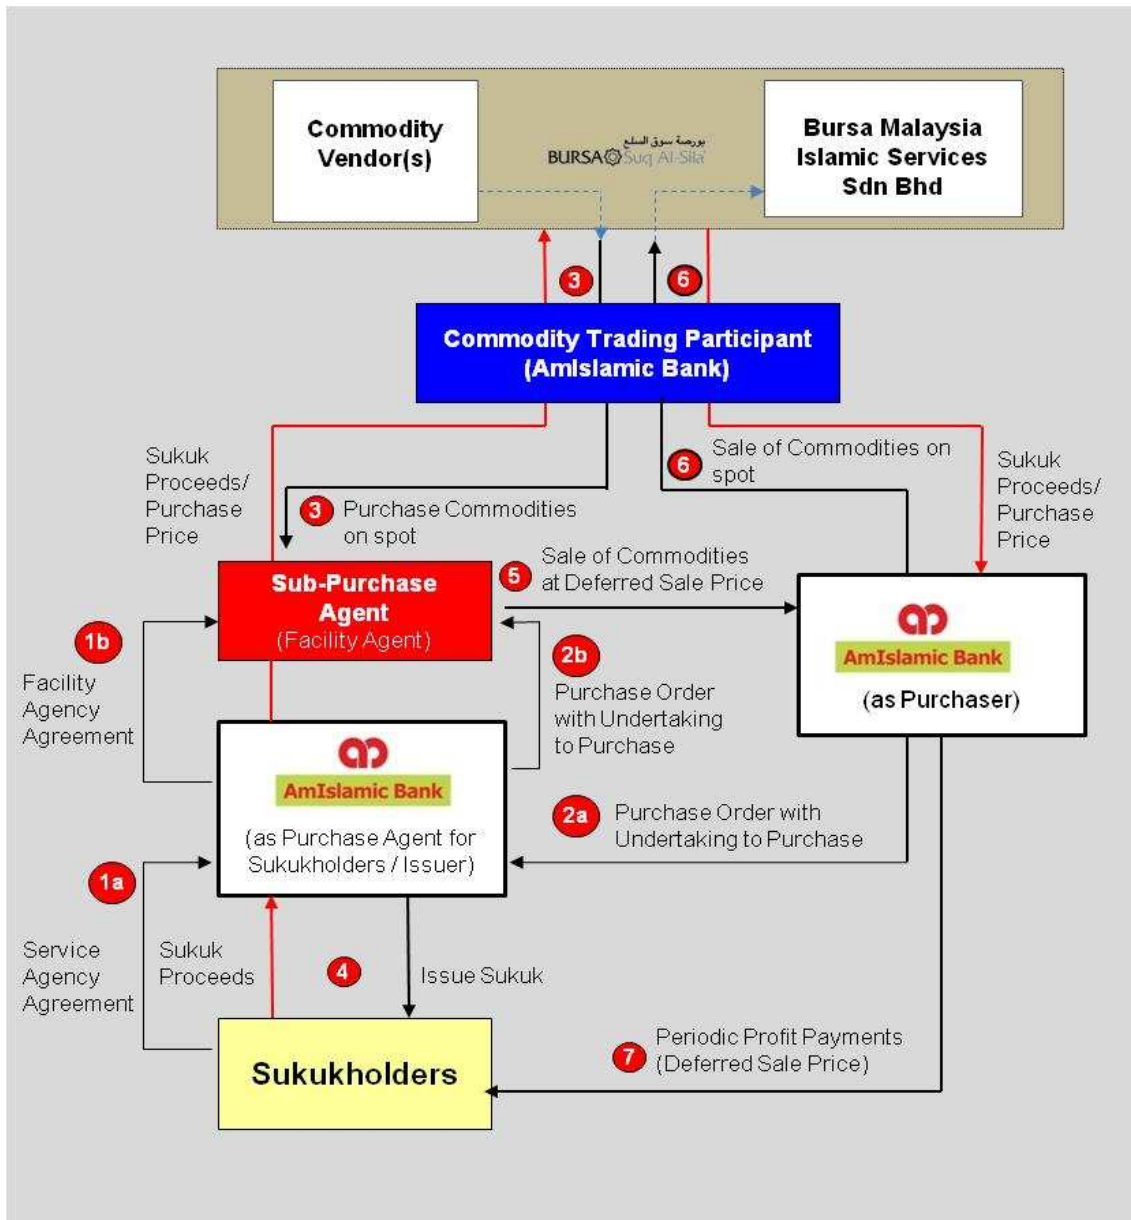 Commodity
Vendor(s)
بورصة سوق السلع
BURSA Suq Al-Sila'
Bursa Malaysia
Islamic Services
Sdn Bhd
3
6
Commodity Trading Participant
(AmIslamic Bank)
Sukuk
Proceeds/
Purchase
Price
3
Purchase Commodities
on spot
6
Sale of Commodities on
spot
Sukuk
Proceeds/
Purchase
Price
Sub-Purchase
Agent
(Facility Agent)
5
Sale of Commodities
at Deferred Sale Price
1b
Facility
Agency
Agreement
2b
Purchase Order
with Undertaking
to Purchase
AmIslamic Bank
(as Purchaser)
AmIslamic Bank
(as Purchase Agent for
Sukukholders / Issuer)
2a
Purchase Order with
Undertaking to Purchase
1a
Service
Agency
Agreement
Sukuk
Proceeds
4
Issue Sukuk
Sukukholders
7
Periodic Profit Payments
(Deferred Sale Price)